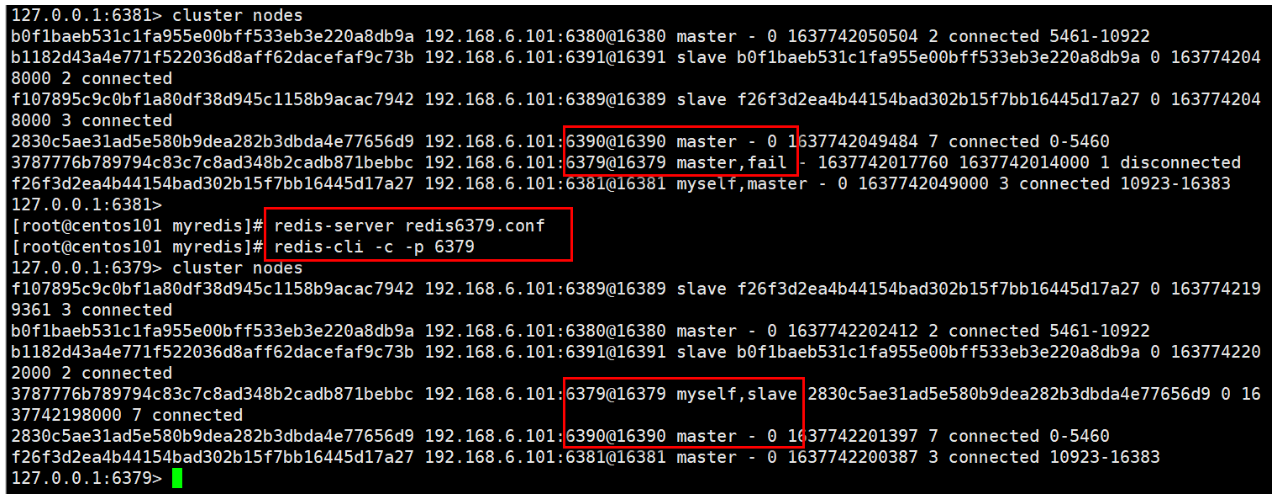 127.0.0.1:6381> cluster nodes
b0f1baeb531c1fa955e00bff533eb3e220a8db9a 192.168.6.101:6380@16380 master - 0 1637742050504 2 connected 5461-10922
b1182d43a4e771f522036d8aff62dacefaf9c73b 192.168.6.101:6391@16391 slave b0f1baeb531c1fa955e00bff533eb3e220a8db9a 0 163774204
8000 2 connected
f107895c9c0bf1a80df38d945c1158b9acac7942 192.168.6.101:6389@16389 slave f26f3d2ea4b44154bad302b15f7bb16445d17a27 0 163774204
8000 3 connected
2830c5ae31ad5e580b9dea282b3dbda4e77656d9 192.168.6.101:6390@16390 master - 0 1637742049484 7 connected 0-5460
3787776b789794c83c7c8ad348b2cadb871bebbc 192.168.6.101:6379@16379 master,fail - 1637742017760 1637742014000 1 disconnected
f26f3d2ea4b44154bad302b15f7bb16445d17a27 192.168.6.101:6381@16381 myself,master - 0 1637742049000 3 connected 10923-16383
127.0.0.1:6381>
[root@centos101 myredis]# redis-server redis6379.conf
[root@centos101 myredis]# redis-cli -c -p 6379
127.0.0.1:6379> cluster nodes
f107895c9c0bf1a80df38d945c1158b9acac7942 192.168.6.101:6389@16389 slave f26f3d2ea4b44154bad302b15f7bb16445d17a27 0 163774219
9361 3 connected
b0f1baeb531c1fa955e00bff533eb3e220a8db9a 192.168.6.101:6380@16380 master - 0 1637742202412 2 connected 5461-10922
b1182d43a4e771f522036d8aff62dacefaf9c73b 192.168.6.101:6391@16391 slave b0f1baeb531c1fa955e00bff533eb3e220a8db9a 0 163774220
2000 2 connected
3787776b789794c83c7c8ad348b2cadb871bebbc 192.168.6.101:6379@16379 myself,slave 2830c5ae31ad5e580b9dea282b3dbda4e77656d9 0 16
37742198000 7 connected
2830c5ae31ad5e580b9dea282b3dbda4e77656d9 192.168.6.101:6390@16390 master - 0 1637742201397 7 connected 0-5460
f26f3d2ea4b44154bad302b15f7bb16445d17a27 192.168.6.101:6381@16381 master - 0 1637742200387 3 connected 10923-16383
127.0.0.1:6379>